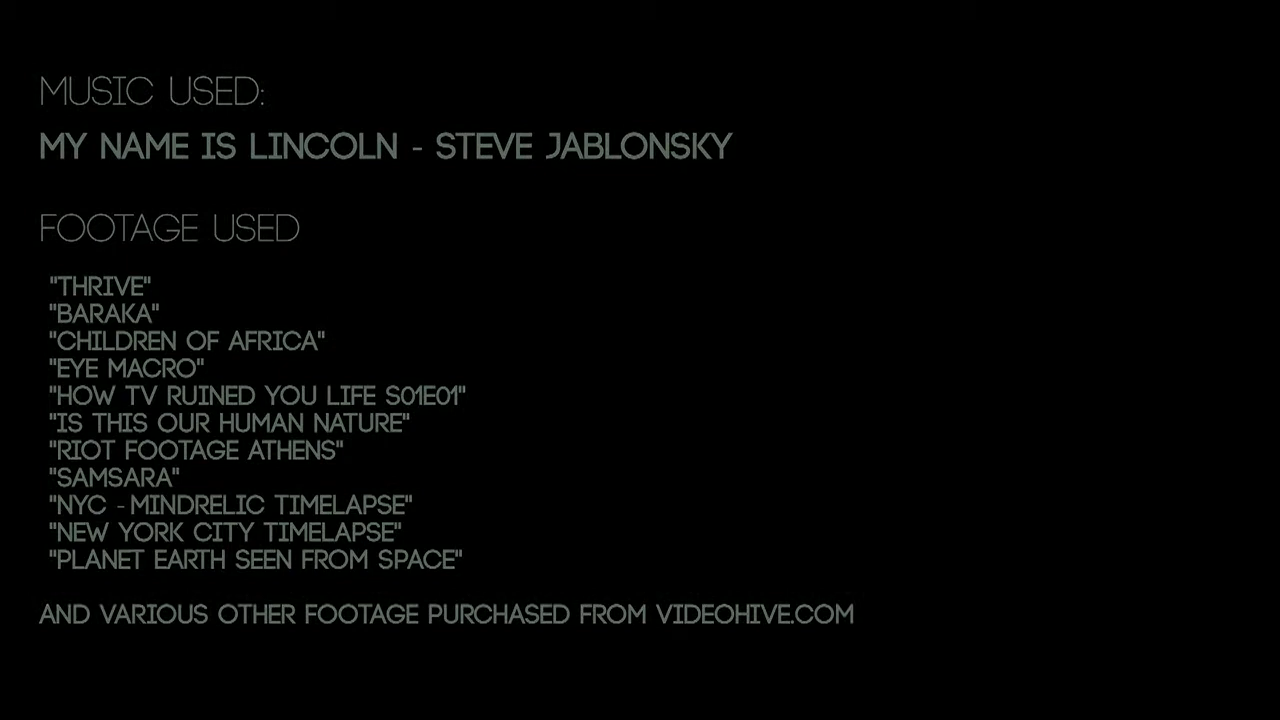 MUSIC USED:
MY NAME IS LINCOLN - STEVE JABLONSKY
FOOTAGE USED
"THRIVE"
"BARAKA"
"CHILDREN OF AFRICA"
"EYE MACRO"
"HOW TV RUINED YOU LIFE S01E01"
"IS THIS OUR HUMAN NATURE"
"RIOT FOOTAGE ATHENS"
"SAMSARA"
"NYC - MINDRELIC TIMELAPSE"
"NEW YORK CITY TIMELAPSE"
"PLANET EARTH SEEN FROM SPACE"
AND VARIOUS OTHER FOOTAGE PURCHASED FROM VIDEOHIVE.COM